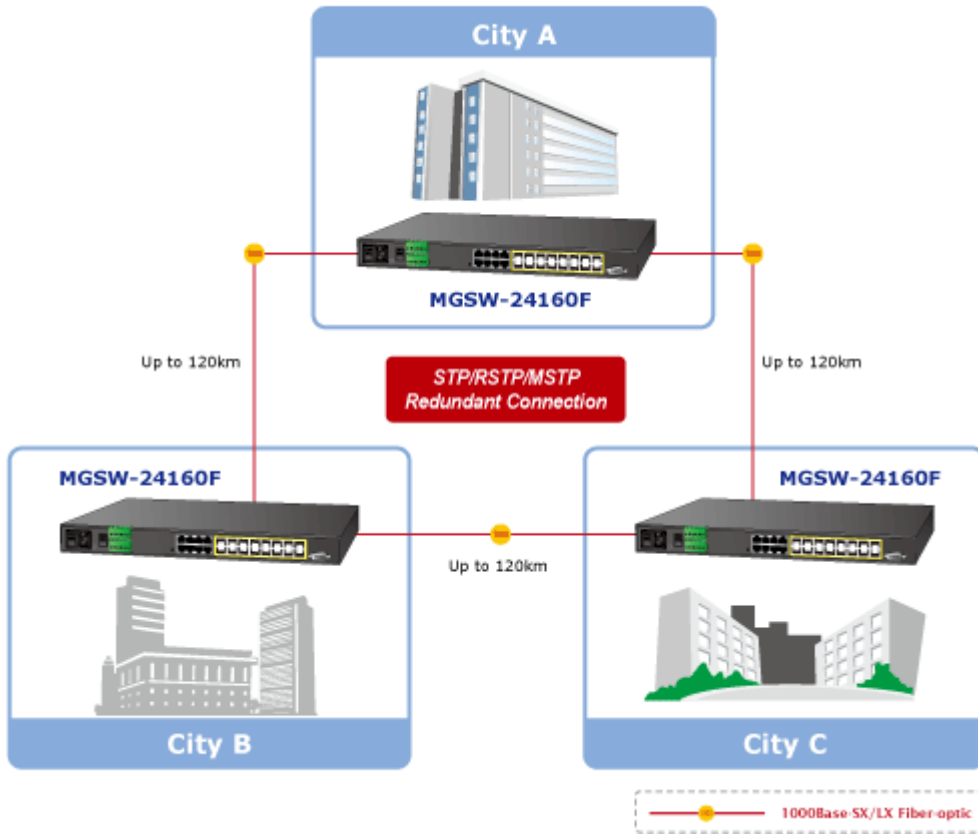 City A
MGSW-24160F
Up to 120km
Up to 120km
STP/RSTP/MSTP
Redundant Connection
MGSW-24160F
MGSW-24160F
Up to 120km
City B
City C
1000Base-SX/LX Fiber-optic